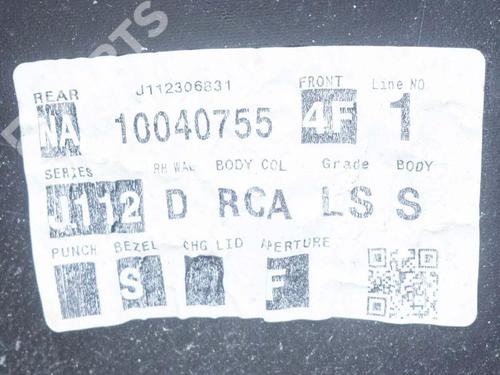 J112306831
REAR FRONT Line NO
NA 10040755 4F 1
SERIES RH WAL BODY COL Grade BODY
J112 D RCA LS S
PUNCH BEZEL CHG LID APERTURE
S F
PARTS